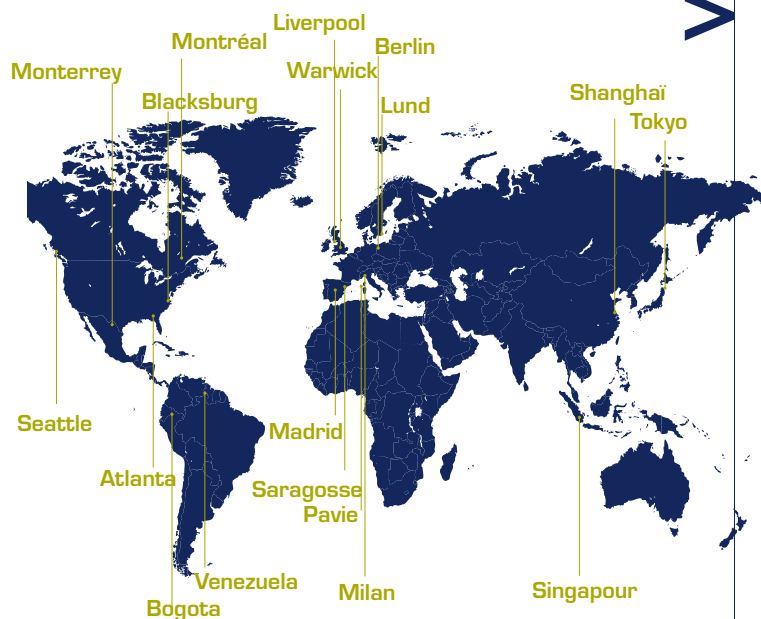 Liverpool
Montréal
Berlin
Monterrey
Warwick
Blacksburg
Lund
Shanghaï
Tokyo
Seattle
Madrid
Atlanta
Saragosse
Pavie
Venezuela
Milan
Singapour
Bogota